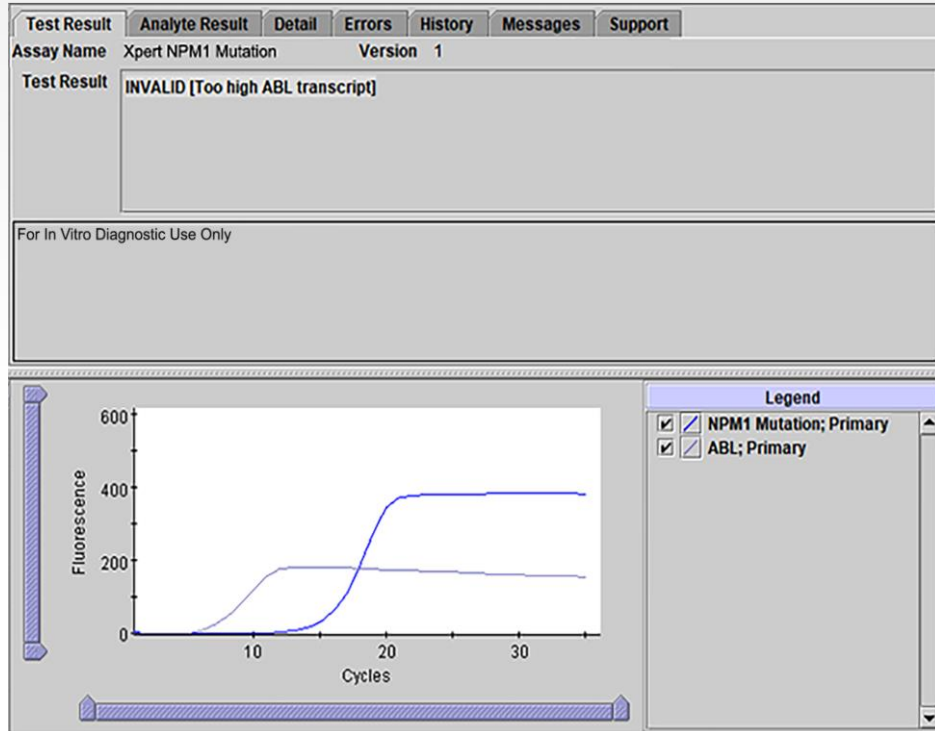 Test Result Analyte Result Detail Errors History Messages Support
Assay Name Xpert NPM1 Mutation Version 1
Test Result INVALID [Too high ABL transcript]
For In Vitro Diagnostic Use Only
Legend
NPM1 Mutation; Primary
ABL; Primary
600
400
200
0
Fluorescence
10 20 30
Cycles